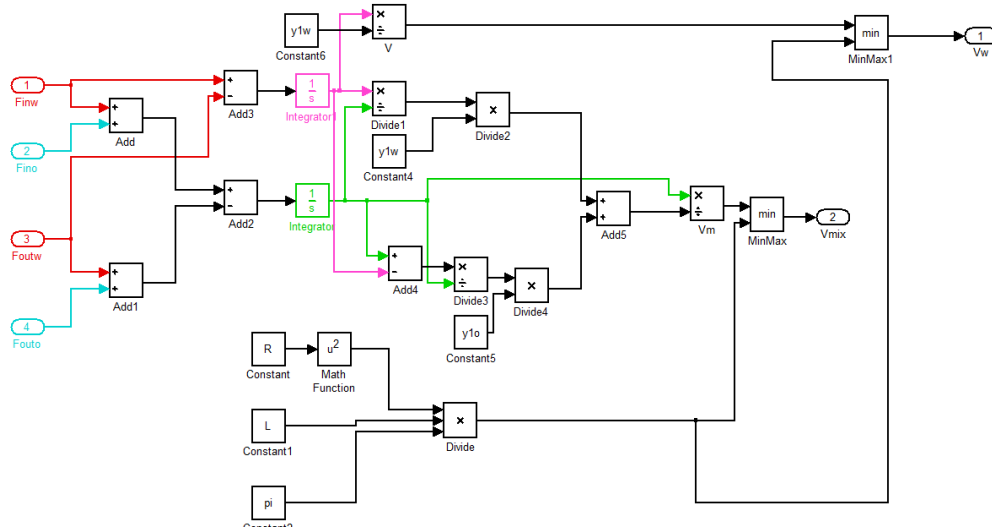 y1w
Constant6
×
÷
V
min
MinMax1
1
Vw
1
Finw
+
+
Add
+
−
Add3
1
s
Integrator1
×
÷
Divide1
×
Divide2
y1w
Constant4
2
Fino
+
−
Add2
1
s
Integrator
+
+
Add5
×
÷
Vm
min
MinMax
2
Vmix
3
Foutw
+
+
Add1
+
−
Add4
×
÷
Divide3
×
Divide4
4
Fouto
y1o
Constant5
R
Constant
u2
Math
Function
L
Constant1
×
Divide
pi